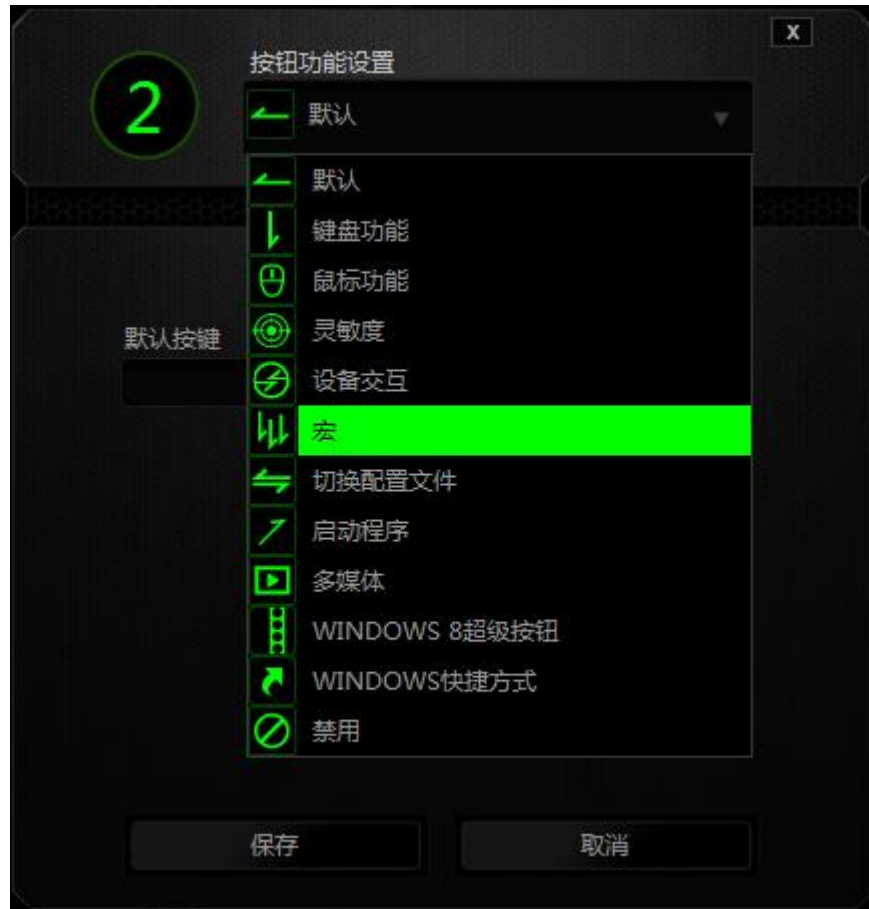 X
按钮功能设置
2
默认
默认
键盘功能
鼠标功能
灵敏度
默认按键
设备交互
宏
切换配置文件
启动程序
多媒体
WINDOWS 8超级按钮
WINDOWS快捷方式
禁用
保存
取消